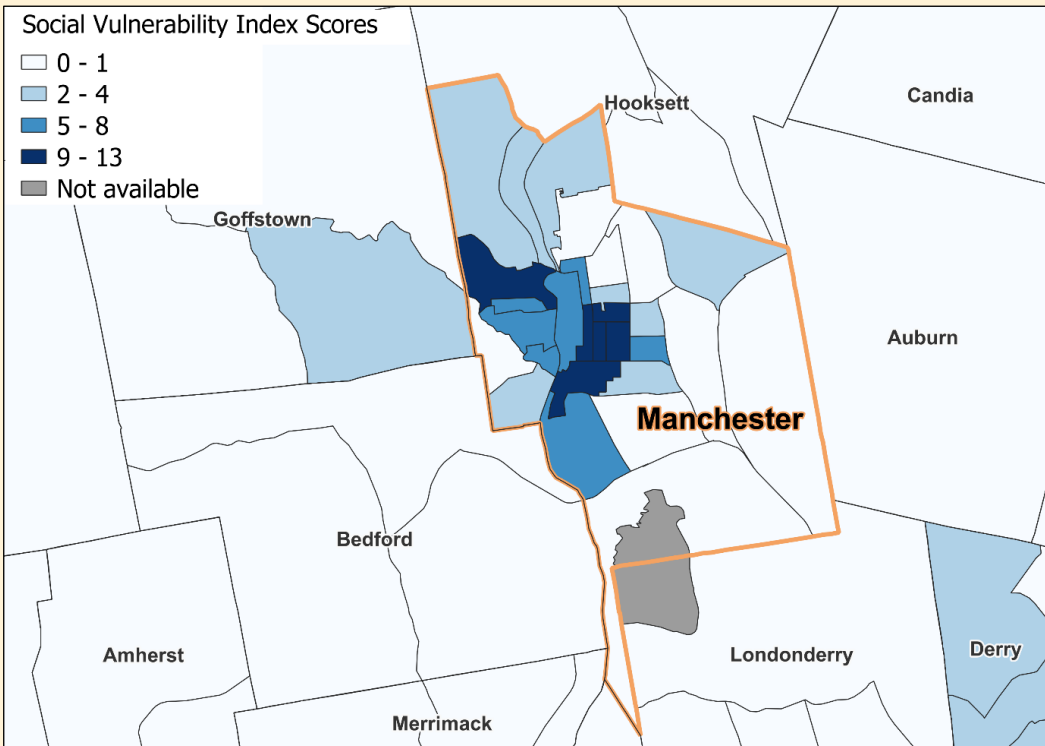 Social Vulnerability Index Scores
0 - 1
2 - 4
5 - 8
9 - 13
Not available
Hooksett
Candia
Goffstown
Auburn
Manchester
Bedford
Amherst
Londonderry
Derry
Merrimack